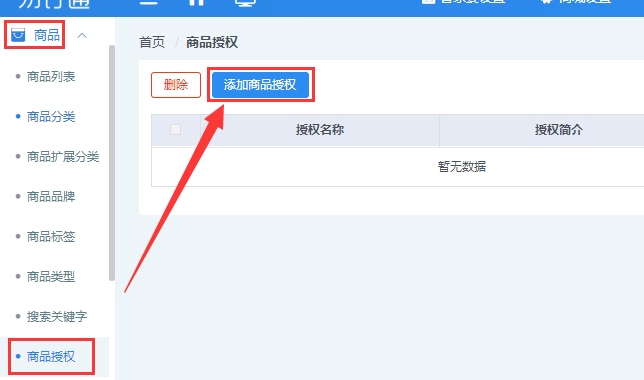 商品
首页 / 商品授权
商品列表
删除
添加商品授权
商品分类
授权名称
授权简介
商品扩展分类
暂无数据
商品品牌
商品标签
商品类型
搜索关键字
商品授权